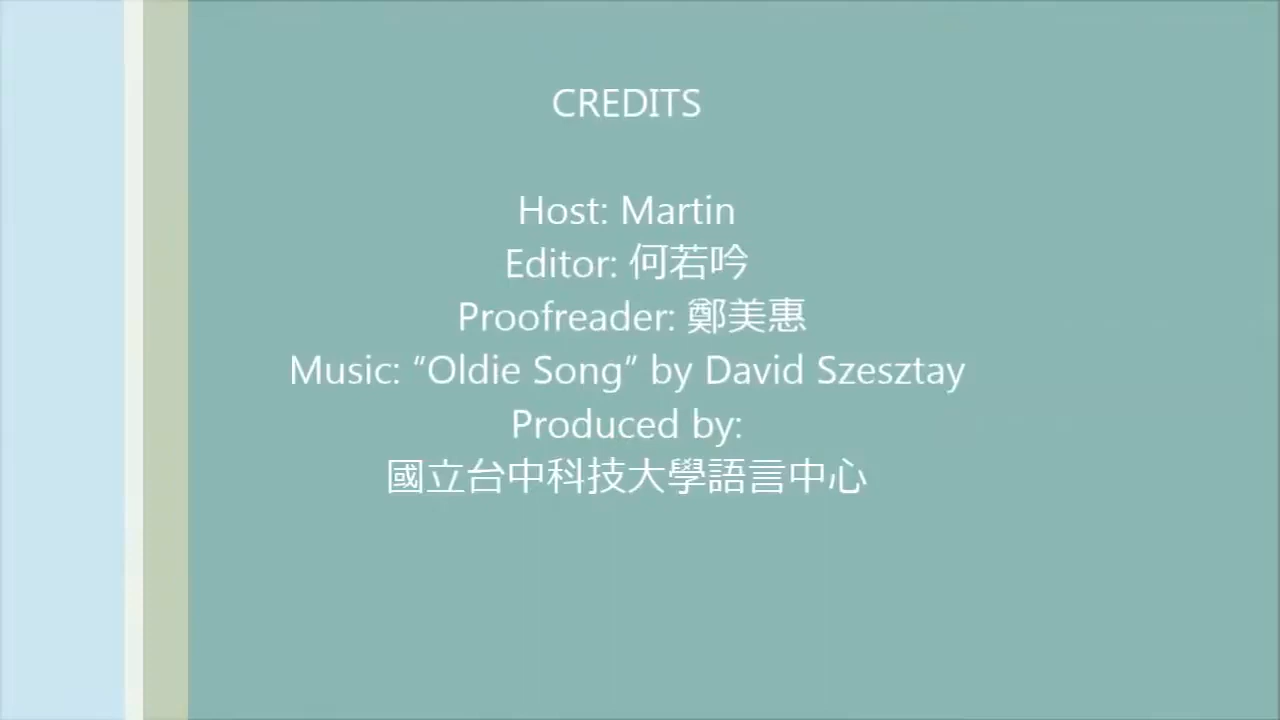 CREDITS
Host: Martin
Editor: 何若吟
Proofreader: 鄭美惠
Music: “Oldie Song” by David Szesztay
Produced by:
國立台中科技大學語言中心